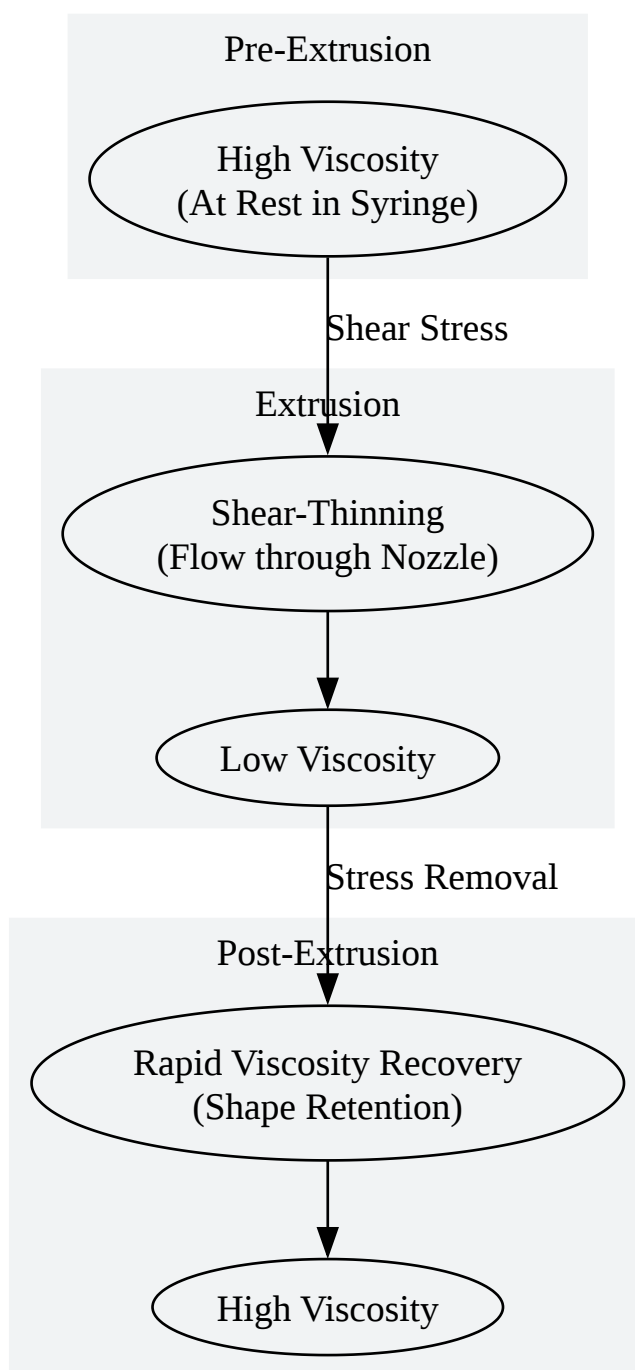 Pre-Extrusion
High Viscosity
(At Rest in Syringe)
Shear Stress
Extrusion
Shear-Thinning
(Flow through Nozzle)
Low Viscosity
Stress Removal
Post-Extrusion
Rapid Viscosity Recovery
(Shape Retention)
High Viscosity